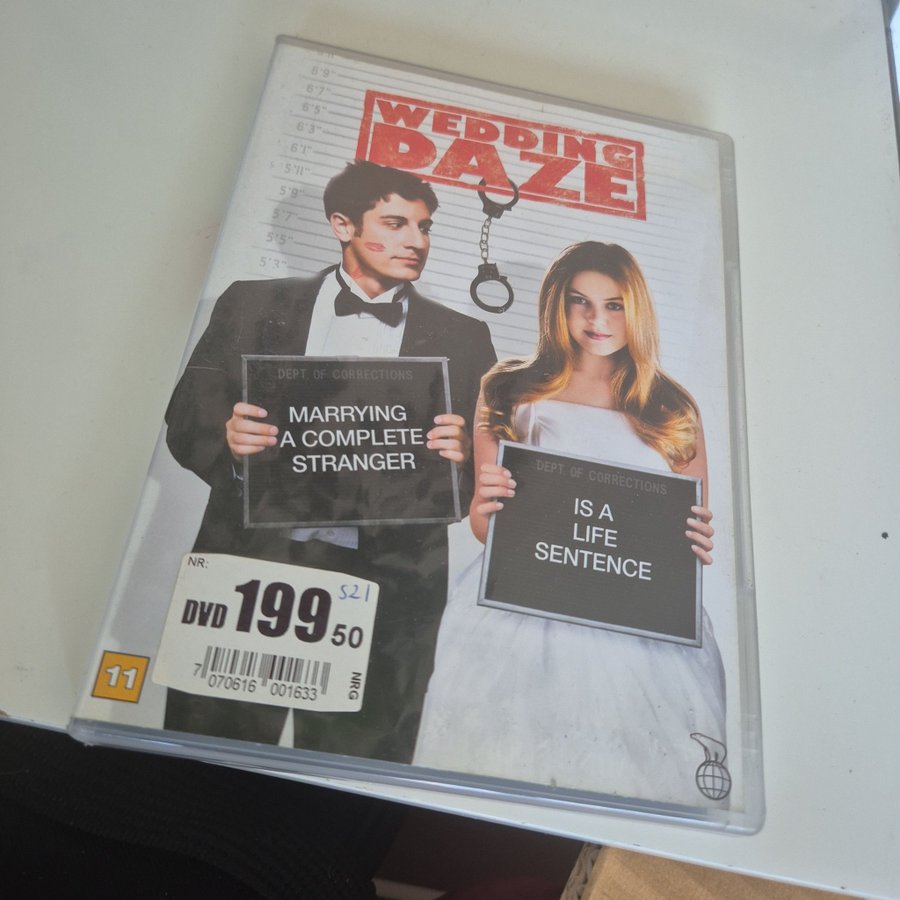 6'9"
6'7"
6'5"
6'3"
6'1"
5'11"
5'9"
5'7"
5'5"
5'3"
WEDDING
DAZE
DEPT. OF CORRECTIONS
MARRYING
A COMPLETE
STRANGER
DEPT. OF CORRECTIONS
IS A
LIFE
SENTENCE
NR:
S21
DVD 199 50
7 070616 001633
NRG
11